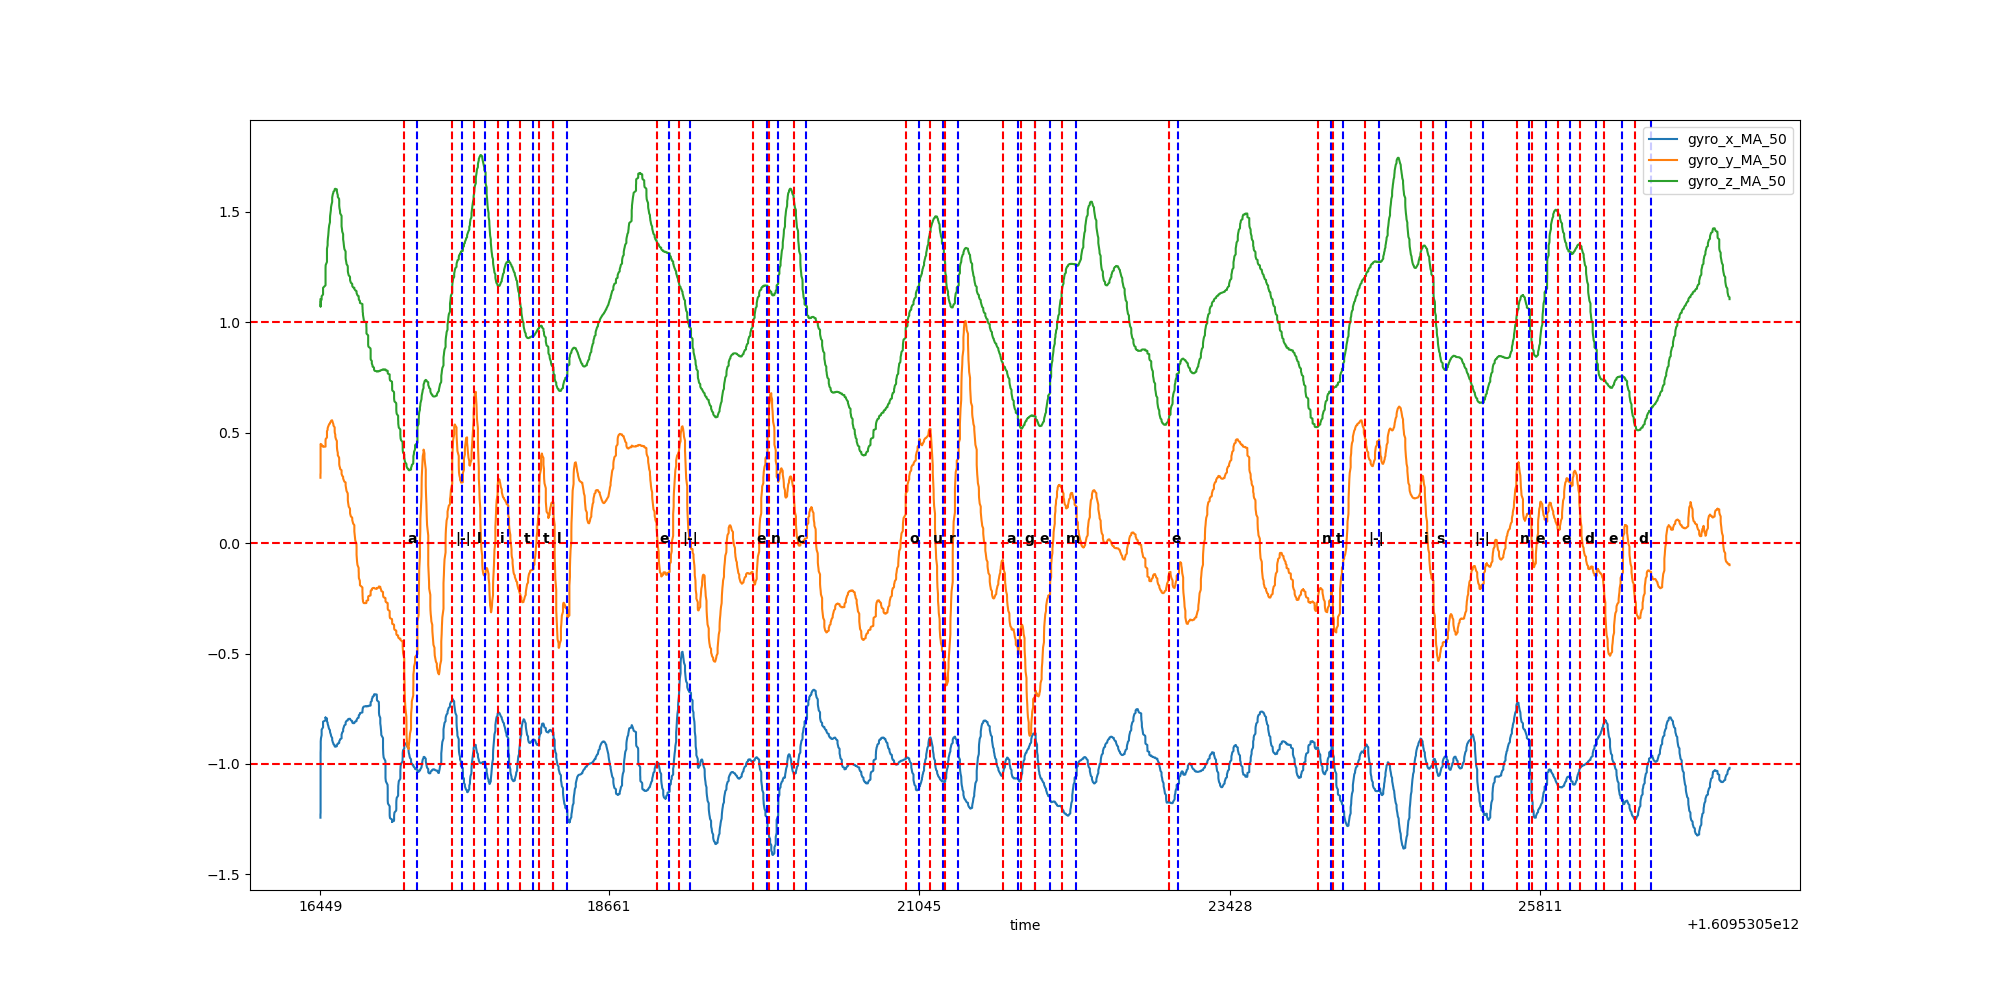 gyro_x_MA_50
gyro_y_MA_50
gyro_z_MA_50
1.5
1.0
0.5
0.0
−0.5
−1.0
−1.5
a |-| l i t t l e |-| e n c o u r a g e m e n t |-| i s |-| n e e d e d
16449 18661 21045 23428 25811
time
+1.6095305e12